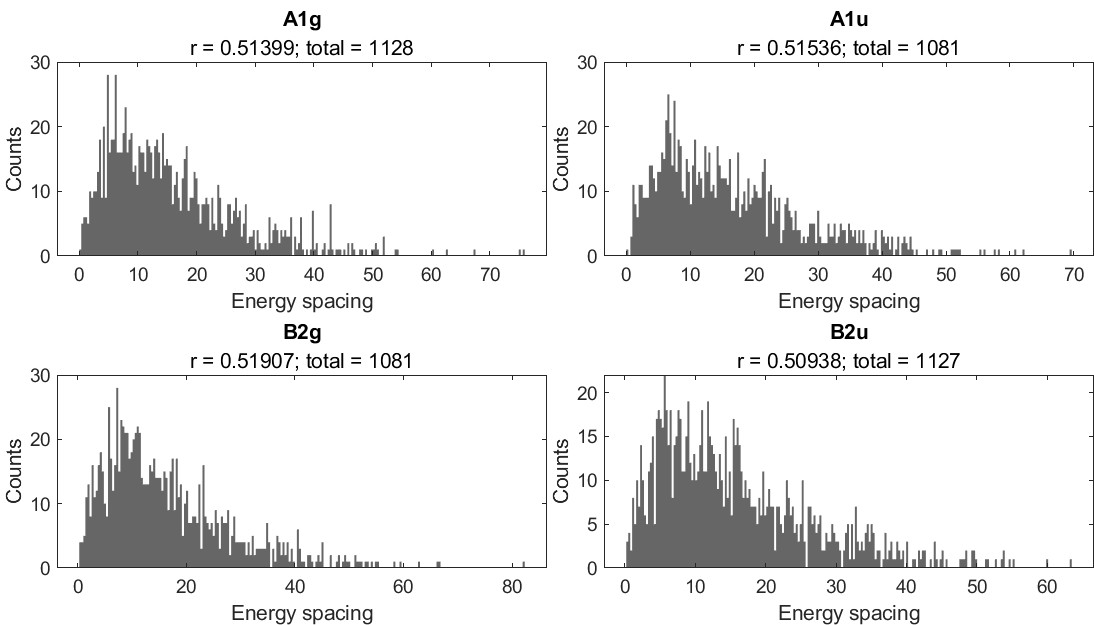 A1g
r = 0.51399; total = 1128
30
20
10
0
Counts
0 10 20 30 40 50 60 70
Energy spacing
A1u
r = 0.51536; total = 1081
30
20
10
0
Counts
0 10 20 30 40 50 60 70
Energy spacing
B2g
r = 0.51907; total = 1081
30
20
10
0
Counts
0 20 40 60 80
Energy spacing
B2u
r = 0.50938; total = 1127
20
15
10
5
0
Counts
0 10 20 30 40 50 60
Energy spacing